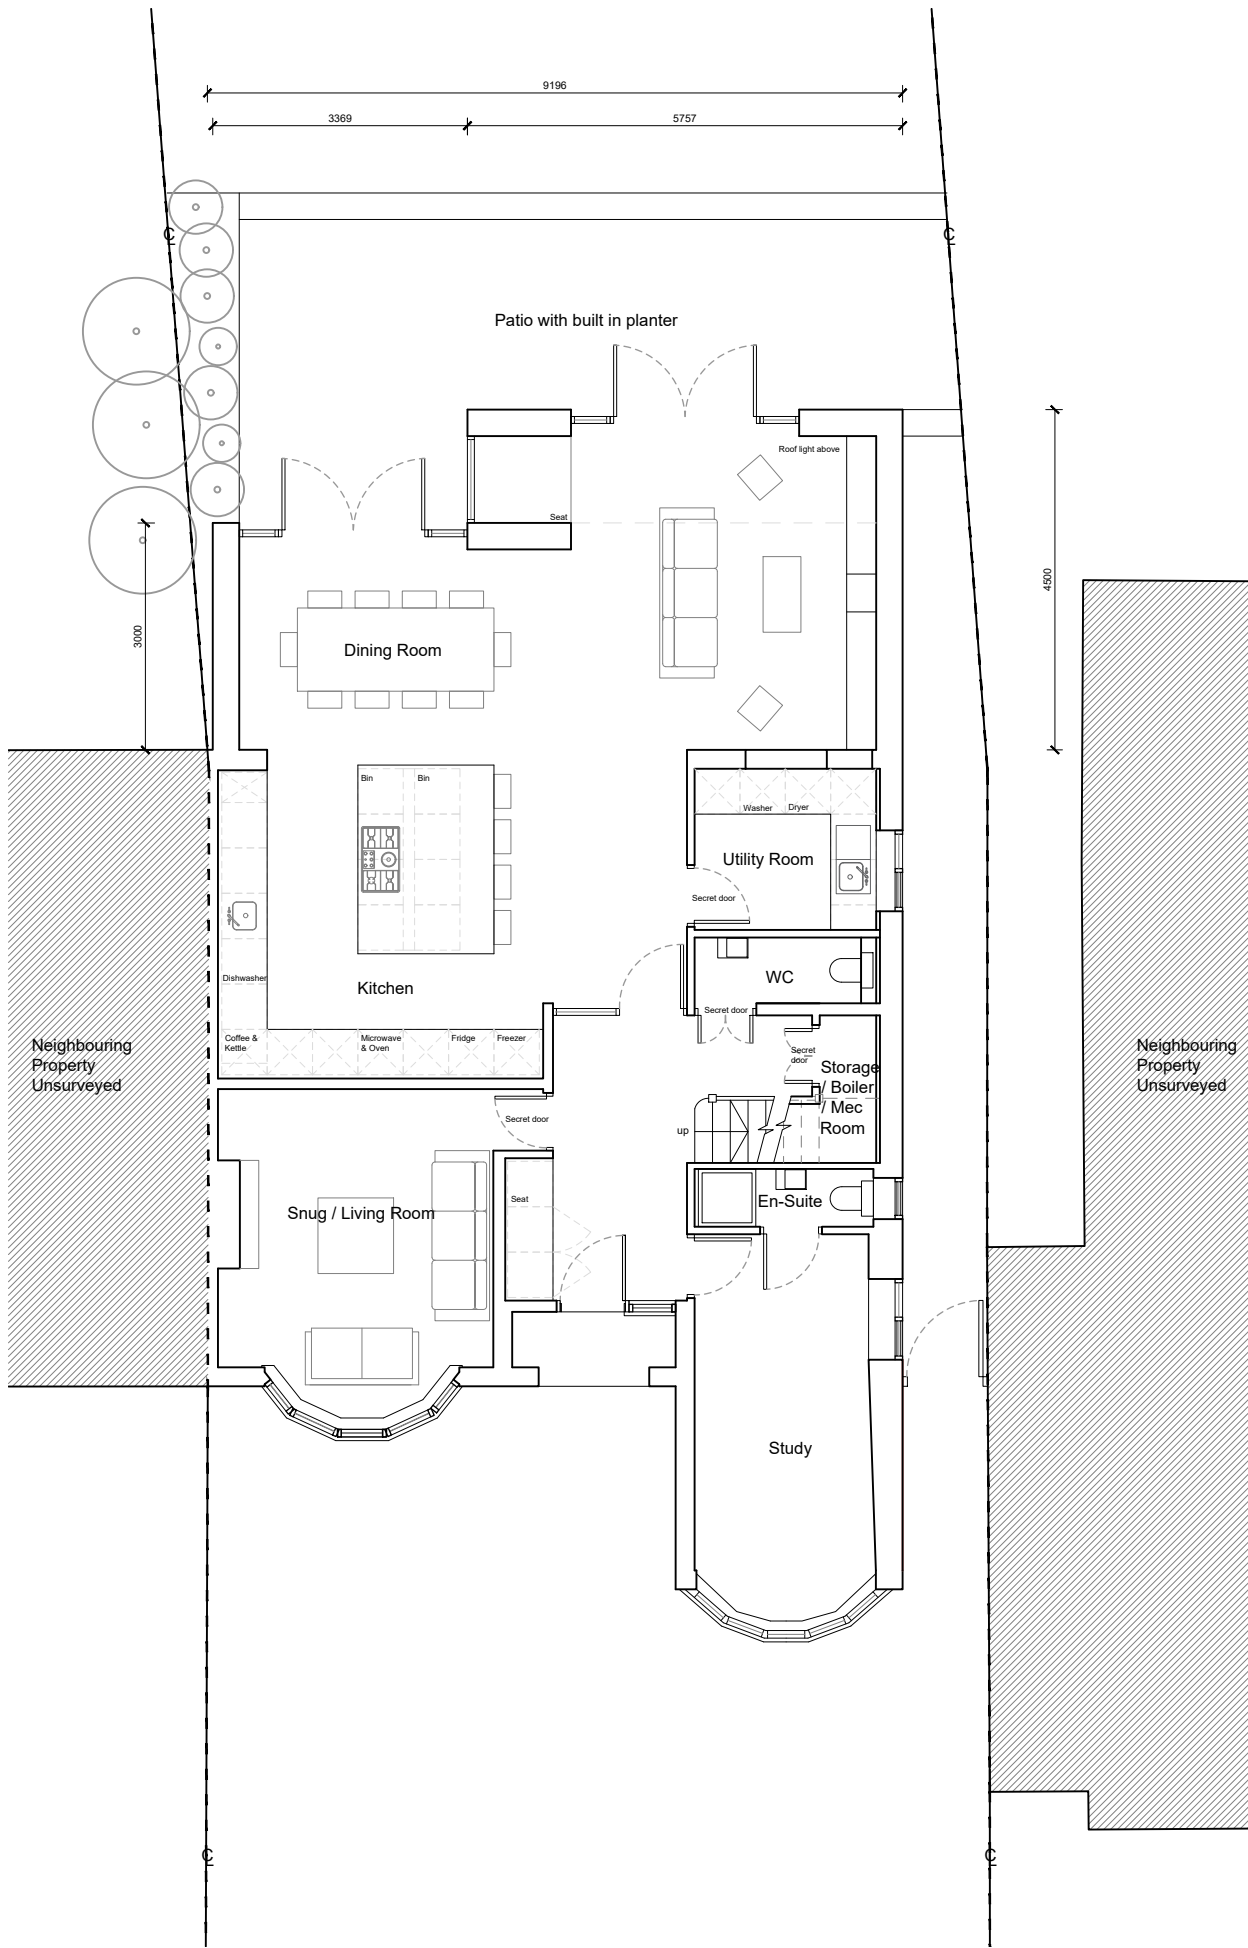 9196
3369
5757
℄
℄
Patio with built in planter
Roof light above
Seat
4500
3000
Dining Room
Bin
Bin
Washer
Dryer
Utility Room
Secret door
Dishwasher
WC
Kitchen
Secret door
Coffee &
Kettle
Microwave
& Oven
Fridge
Freezer
Neighbouring
Property
Unsurveyed
Secret
door
Storage
/ Boiler
/ Mec
Room
Neighbouring
Property
Unsurveyed
Secret door
up
Seat
En-Suite
Snug / Living Room
Study
℄
℄